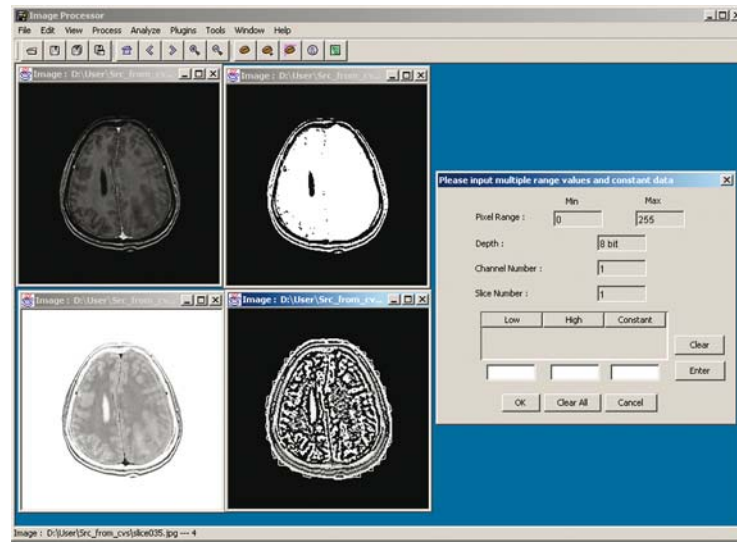 Image Processor
File Edit View Process Analyze Plugins Tools Window Help
Image : D:\User\Src_from_cvs...
Image : D:\User\Src_from_cv...
Please input multiple range values and constant data
Min Max
Pixel Range : 0 255
Depth : 8 bit
Channel Number : 1
Slice Number : 1
Low High Constant
Clear
Enter
OK Clear All Cancel
Image : D:\User\Src_from_cv...
Image : D:\User\Src_from_cv...
Image : D:\User\Src_from_cvs\slice035.jpg --- 4